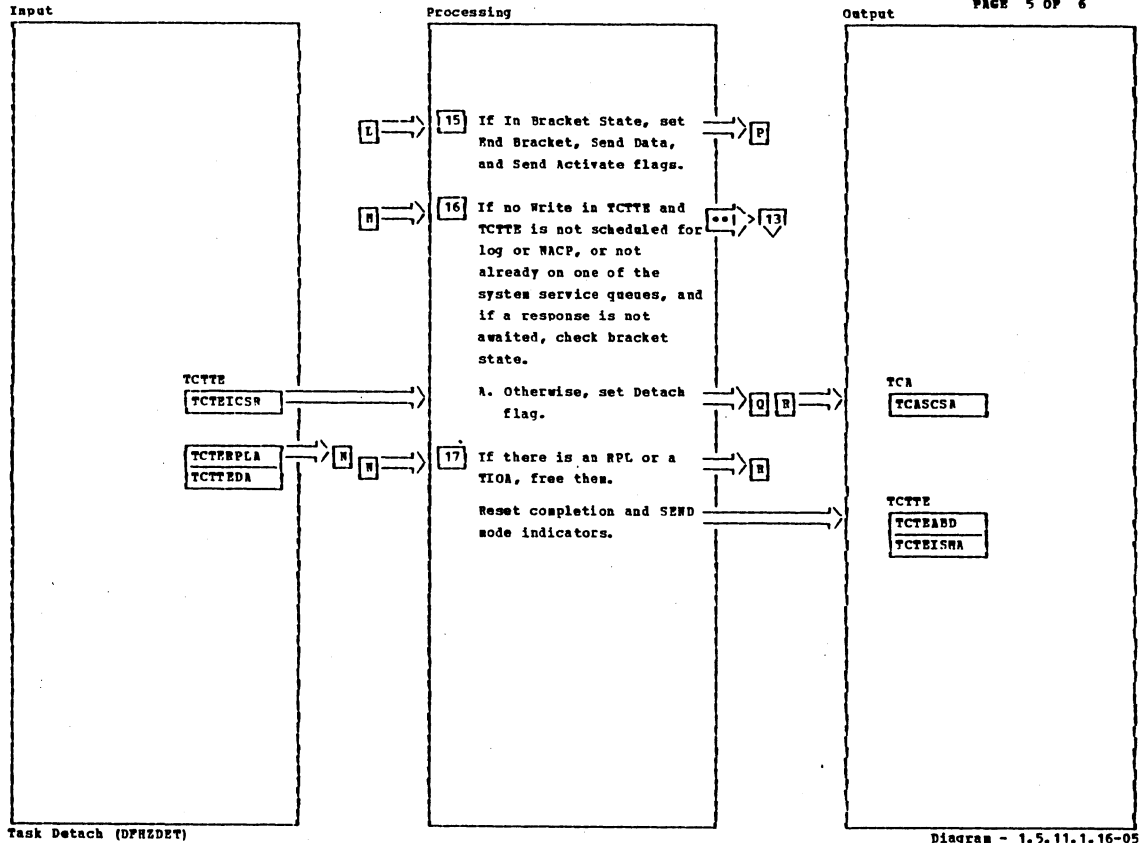 Input
Processing
Output
PAGE 5 OF 6
L
15 If In Bracket State, set
End Bracket, Send Data,
and Send Activate flags.
P
M
16 If no Write in TCTTE and
TCTTE is not scheduled for
log or NACP, or not
already on one of the
system service queues, and
if a response is not
awaited, check bracket
state.
•• 13
TCTTE
TCTEICSR
A. Otherwise, set Detach
flag.
Q R
TCA
TCASCSA
TCTERPLA
TCTTEDA
N
N
17 If there is an RPL or a
TIOA, free them.
R
Reset completion and SEND
mode indicators.
TCTTE
TCTEABD
TCTEISMA
Task Detach (DFHZDET)
Diagram - 1.5.11.1.16-05